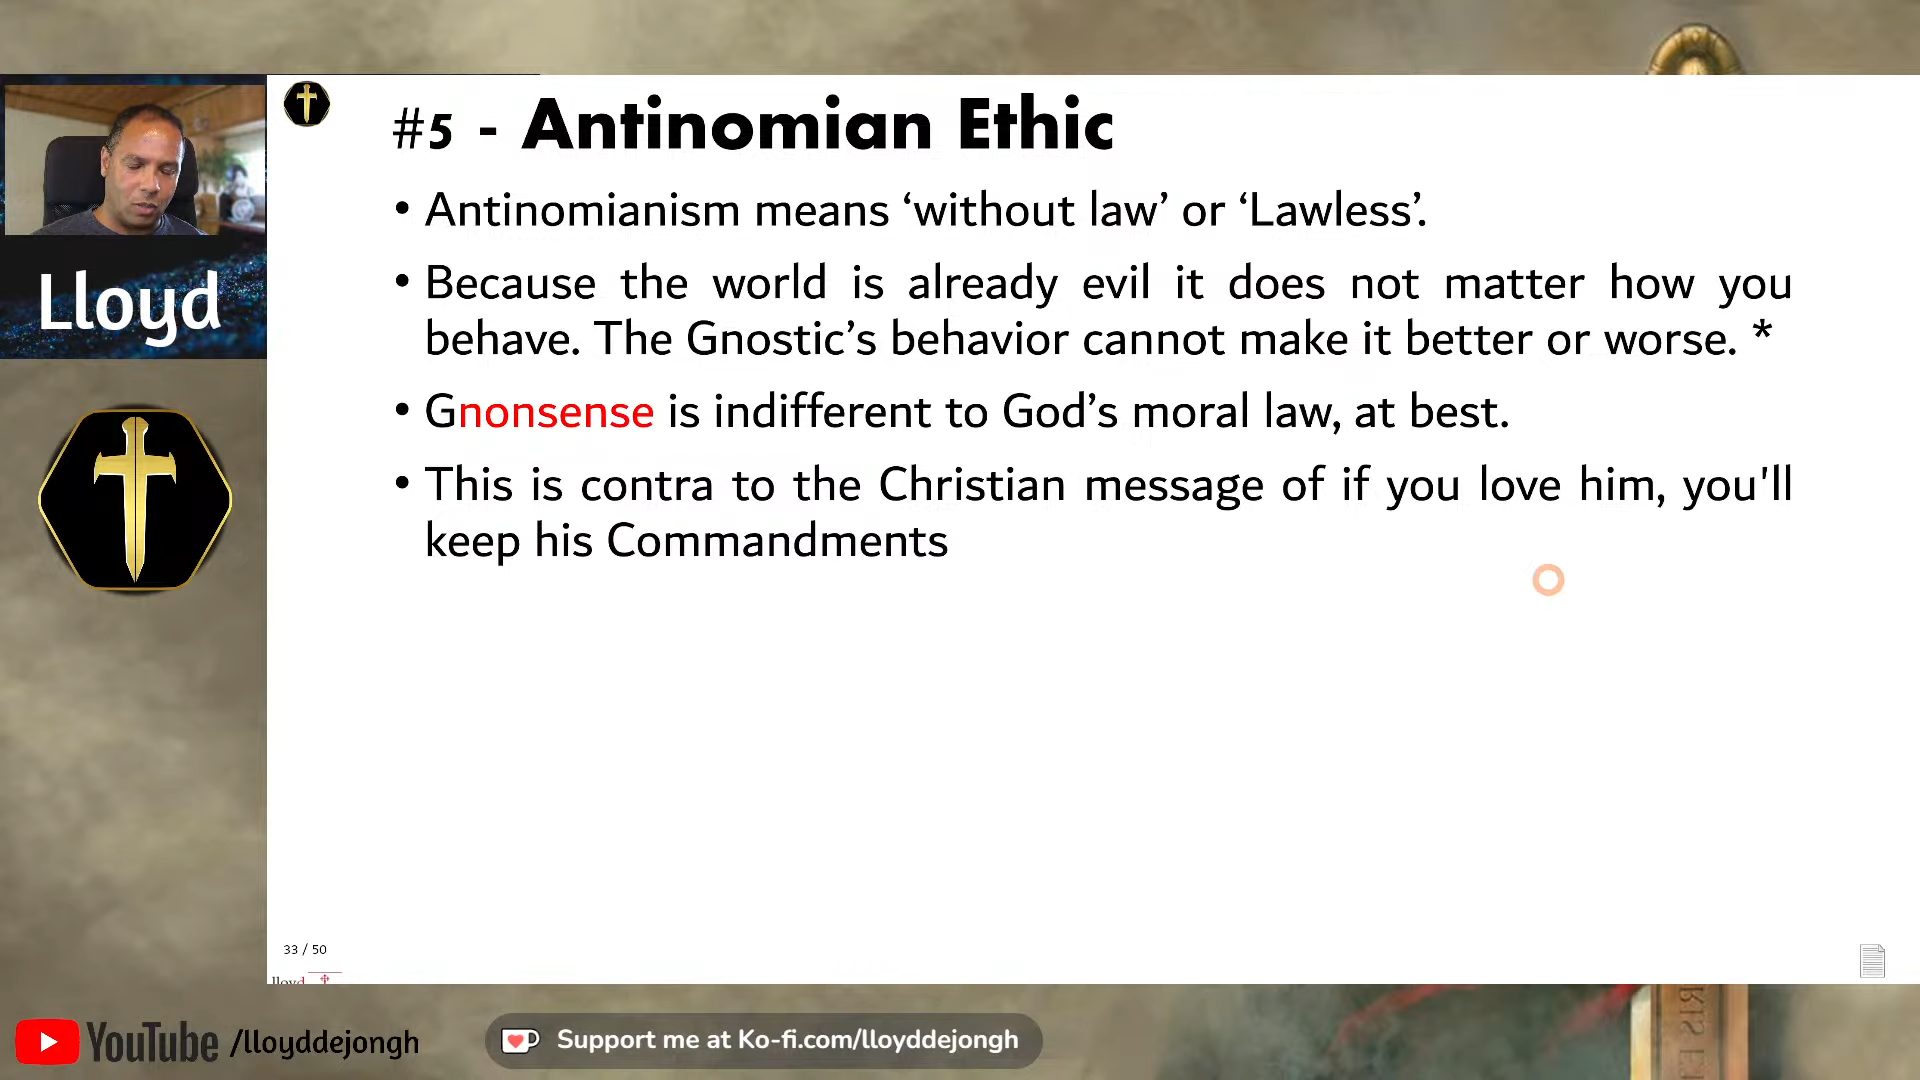 #5 - Antinomian Ethic
• Antinomianism means ‘without law’ or ‘Lawless’.
• Because the world is already evil it does not matter how you
behave. The Gnostic’s behavior cannot make it better or worse. *
• Gnonsense is indifferent to God’s moral law, at best.
• This is contra to the Christian message of if you love him, you'll
keep his Commandments
Lloyd
33 / 50
lloyd
YouTube /lloyddejongh
Support me at Ko-fi.com/lloyddejongh